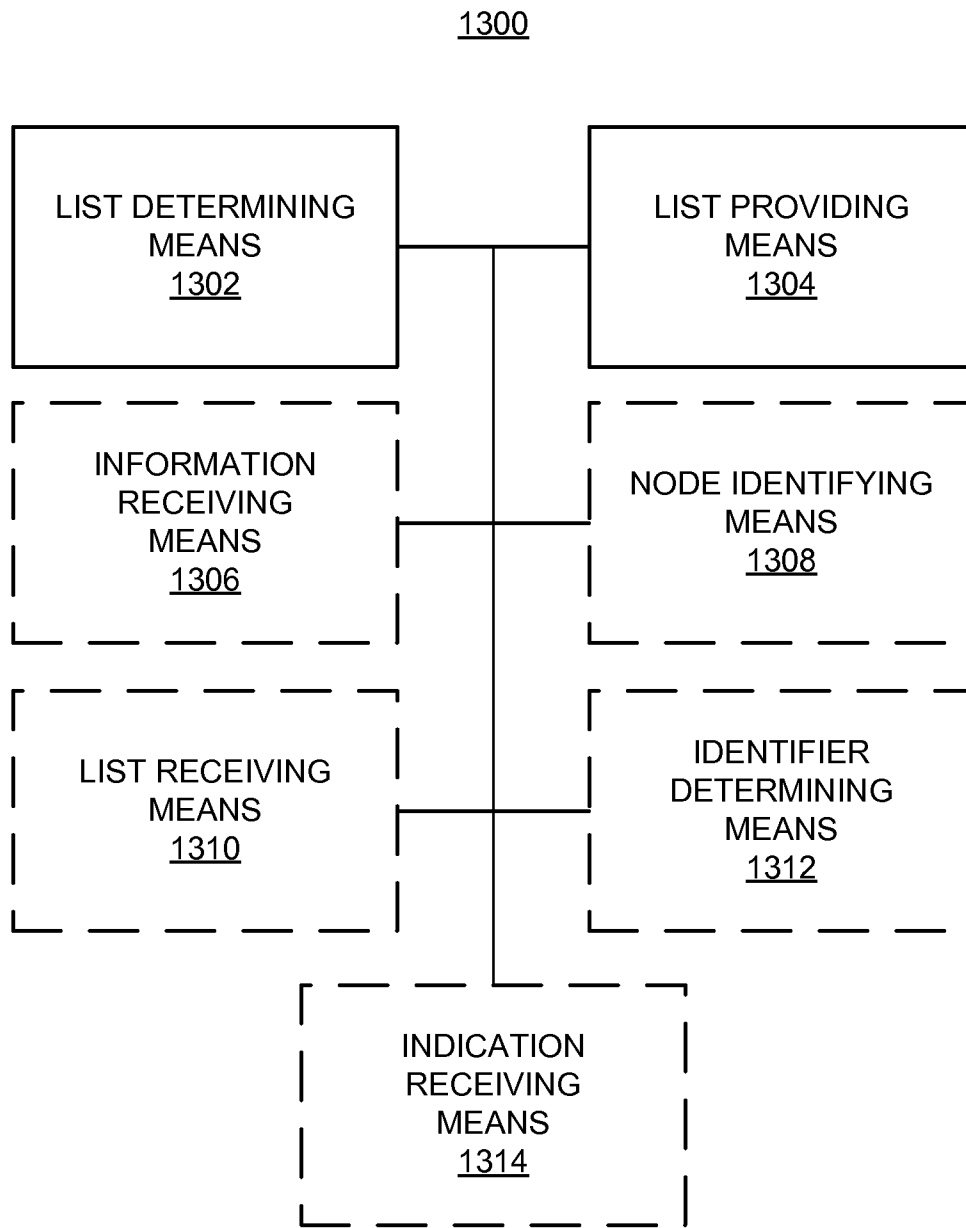 1300
LIST DETERMINING
MEANS
1302
LIST PROVIDING
MEANS
1304
INFORMATION
RECEIVING
MEANS
1306
NODE IDENTIFYING
MEANS
1308
LIST RECEIVING
MEANS
1310
IDENTIFIER
DETERMINING
MEANS
1312
INDICATION
RECEIVING
MEANS
1314